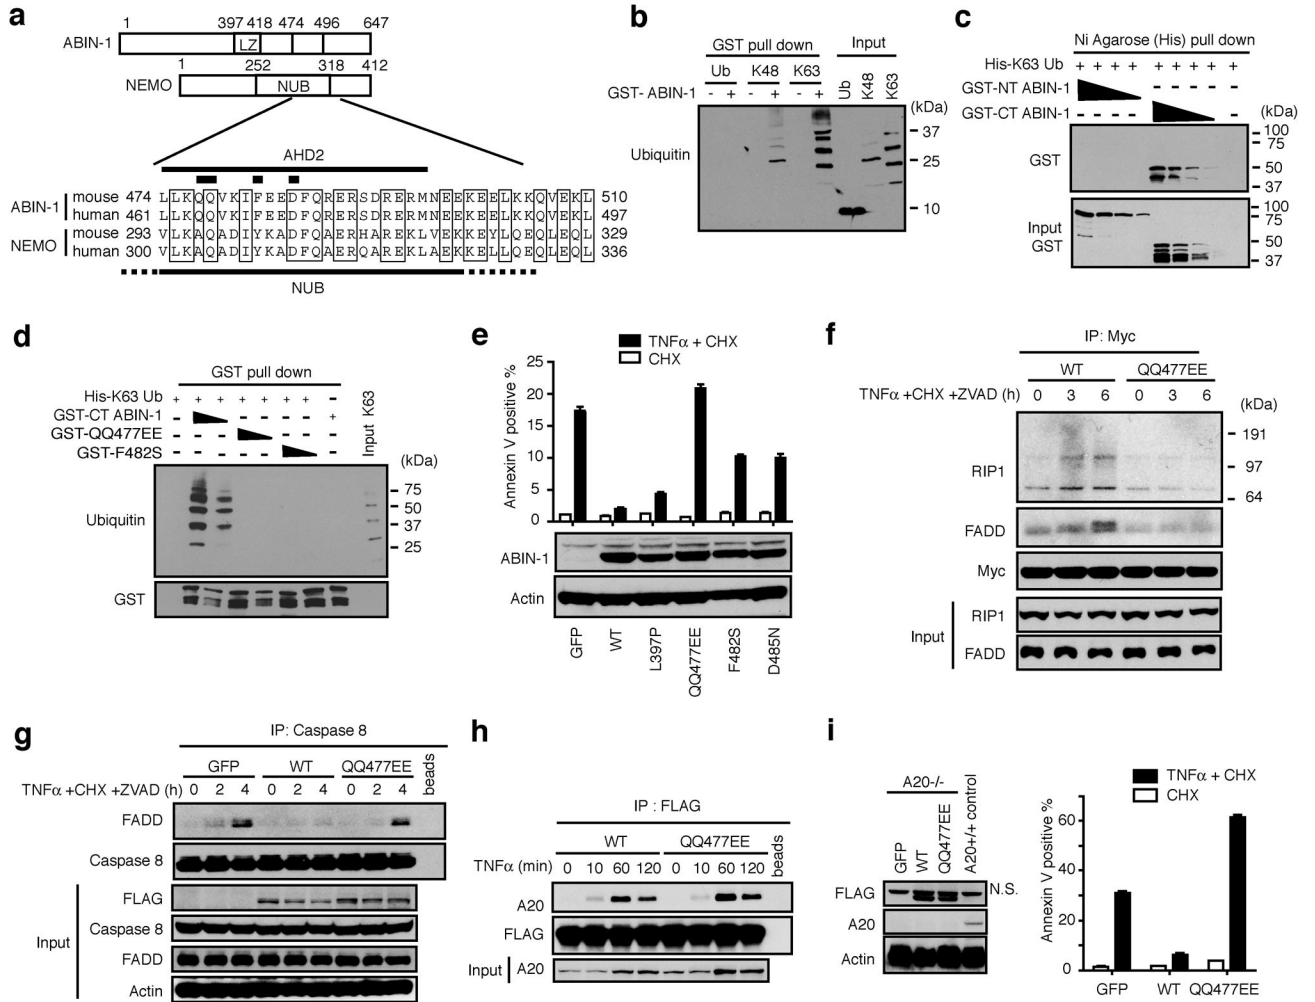 a
1 397 418 474 496 647
ABIN-1 LZ
1 252 318 412
NEMO NUB
AHD2
ABIN-1 mouse 474 LLKQQVKIFEEDFQRERSDRERMNEEKEELKKQVEKL 510
human 461 LLKQQVKIFEEDFQRERSDRERMNEEKEELKKQVEKL 497
NEMO mouse 293 VLKAQADIYKADFQAERHAREKLVEKKEYLQEQLEQL 329
human 300 VLKAQADIYKADFQAERQAREKLAEKKELLQEQLEQL 336
NUB
b
GST pull down Input
Ub K48 K63 Ub K48 K63
GST- ABIN-1 - + - + - +
(kDa)
Ubiquitin
37
25
10
c
Ni Agarose (His) pull down
His-K63 Ub + + + + + + + + +
GST-NT ABIN-1 - - - - -
GST-CT ABIN-1 - - - - -
(kDa)
GST
100
75
50
37
Input
GST
100
75
50
37
d
GST pull down
His-K63 Ub + + + + + + + -
GST-CT ABIN-1 - - - - - +
GST-QQ477EE - - - - - -
GST-F482S - - - - - -
Input K63
(kDa)
Ubiquitin
75
50
37
25
GST
e
TNFα + CHX
CHX
Annexin V positive %
25
20
15
10
5
0
ABIN-1
Actin
GFP WT L397P QQ477EE F482S D485N
f
IP: Myc
WT QQ477EE
TNFα +CHX +ZVAD (h) 0 3 6 0 3 6
(kDa)
RIP1
191
97
64
FADD
Myc
Input
RIP1
FADD
g
IP: Caspase 8
GFP WT QQ477EE beads
TNFα +CHX +ZVAD (h) 0 2 4 0 2 4 0 2 4
FADD
Caspase 8
Input
FLAG
Caspase 8
FADD
Actin
h
IP : FLAG
WT QQ477EE beads
TNFα (min) 0 10 60 120 0 10 60 120
A20
FLAG
Input A20
i
A20-/-
GFP WT QQ477EE A20+/+ control
FLAG N.S.
A20
Actin
TNFα + CHX
CHX
Annexin V positive %
60
40
20
0
GFP WT QQ477EE